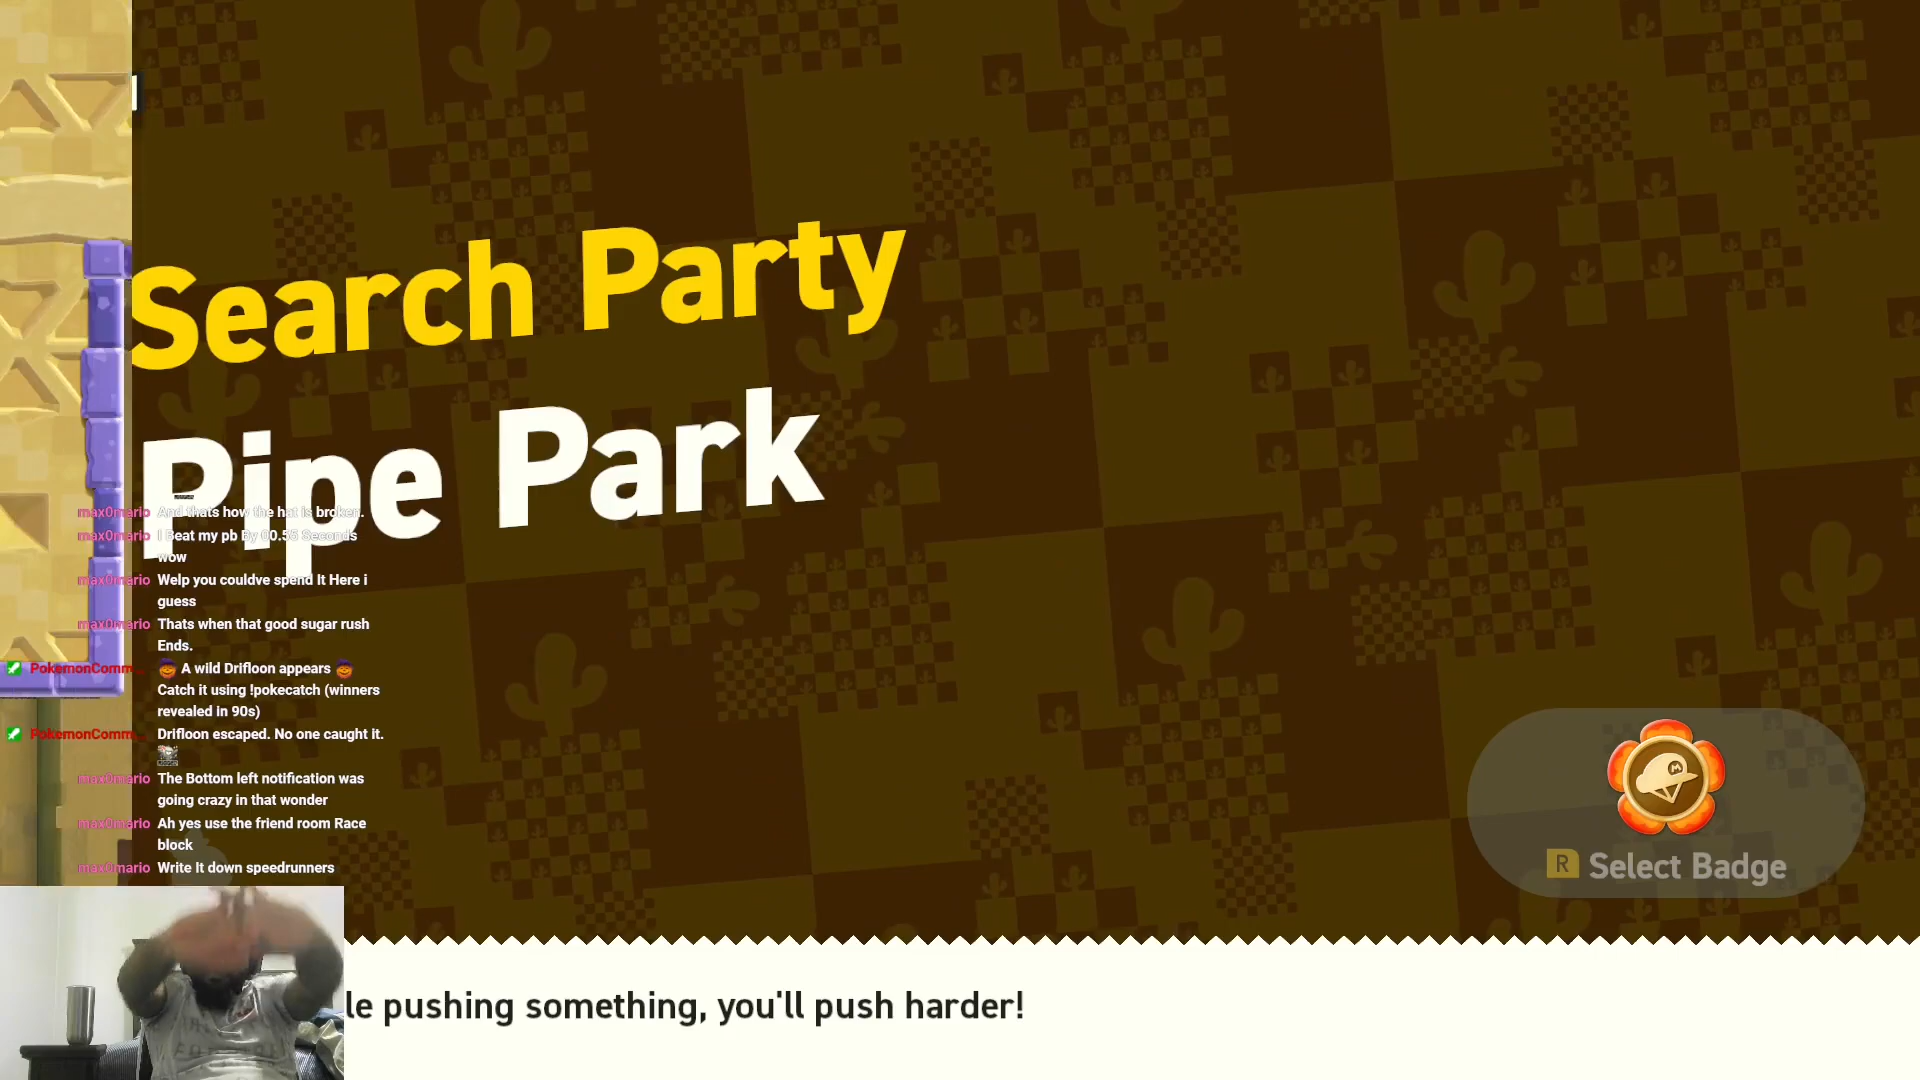 Search Party
Pipe Park
max0mario And thats how the hat is broken.
max0mario I Beat my pb By 00.55 Seconds
wow
max0mario Welp you couldve spend It Here i
guess
max0mario Thats when that good sugar rush
Ends.
PokemonComm... A wild Drifloon appears
Catch it using !pokecatch (winners
revealed in 90s)
PokemonComm... Drifloon escaped. No one caught it.
max0mario The Bottom left notification was
going crazy in that wonder
max0mario Ah yes use the friend room Race
block
max0mario Write It down speedrunners
R Select Badge
le pushing something, you'll push harder!